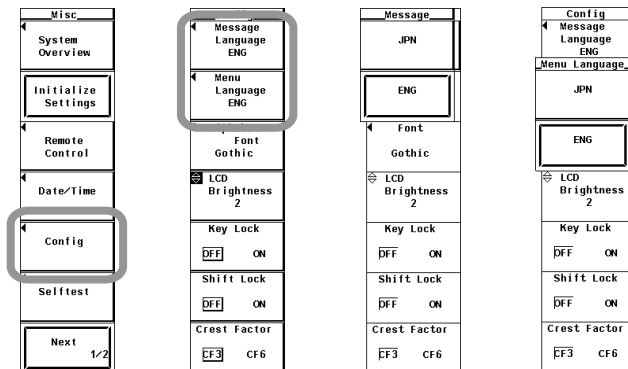 Misc
System
Overview
Initialize
Settings
Remote
Control
Date/Time
Config
Selftest
Next
1/2
Message
Language
ENG
Menu
Language
ENG
Font
Gothic
LCD
Brightness
2
Key Lock
OFF ON
Shift Lock
OFF ON
Crest Factor
CF3 CF6
Message
JPN
ENG
Font
Gothic
LCD
Brightness
2
Key Lock
OFF ON
Shift Lock
OFF ON
Crest Factor
CF3 CF6
Config
Message
Language
ENG
Menu Language
JPN
ENG
LCD
Brightness
2
Key Lock
OFF ON
Shift Lock
OFF ON
Crest Factor
CF3 CF6